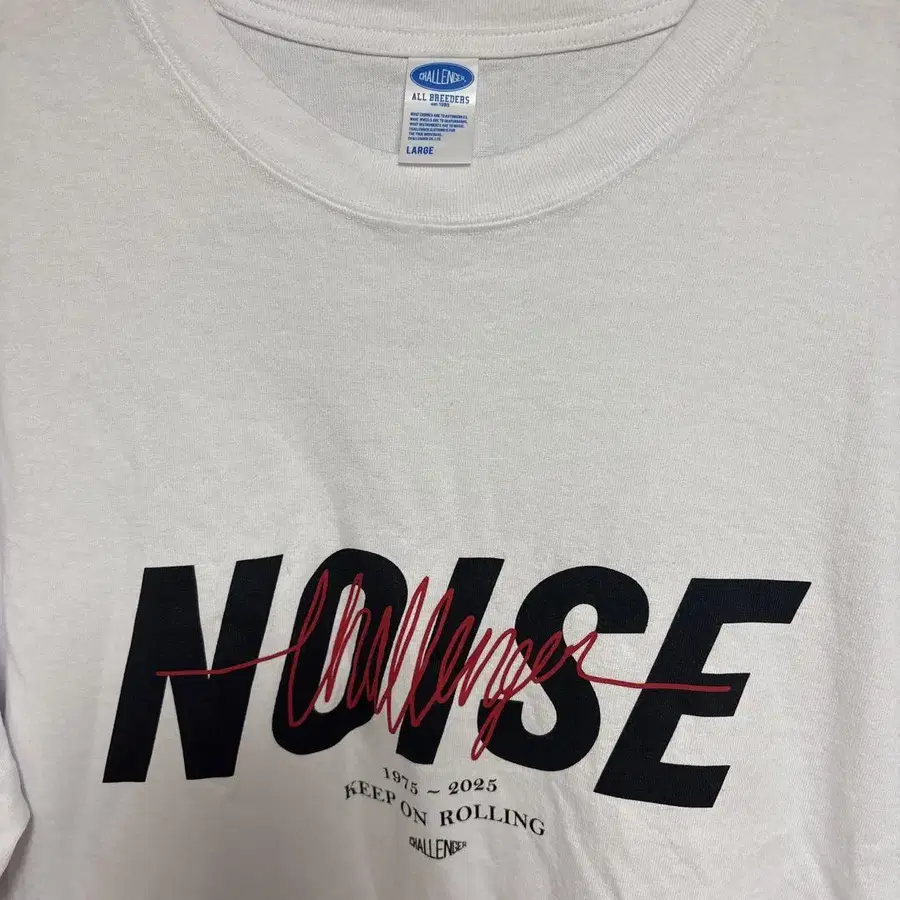 CHALLENGER
ALL BREEDERS
LARGE
NOISE
Challenger
1975 ~ 2025
KEEP ON ROLLING
CHALLENGER